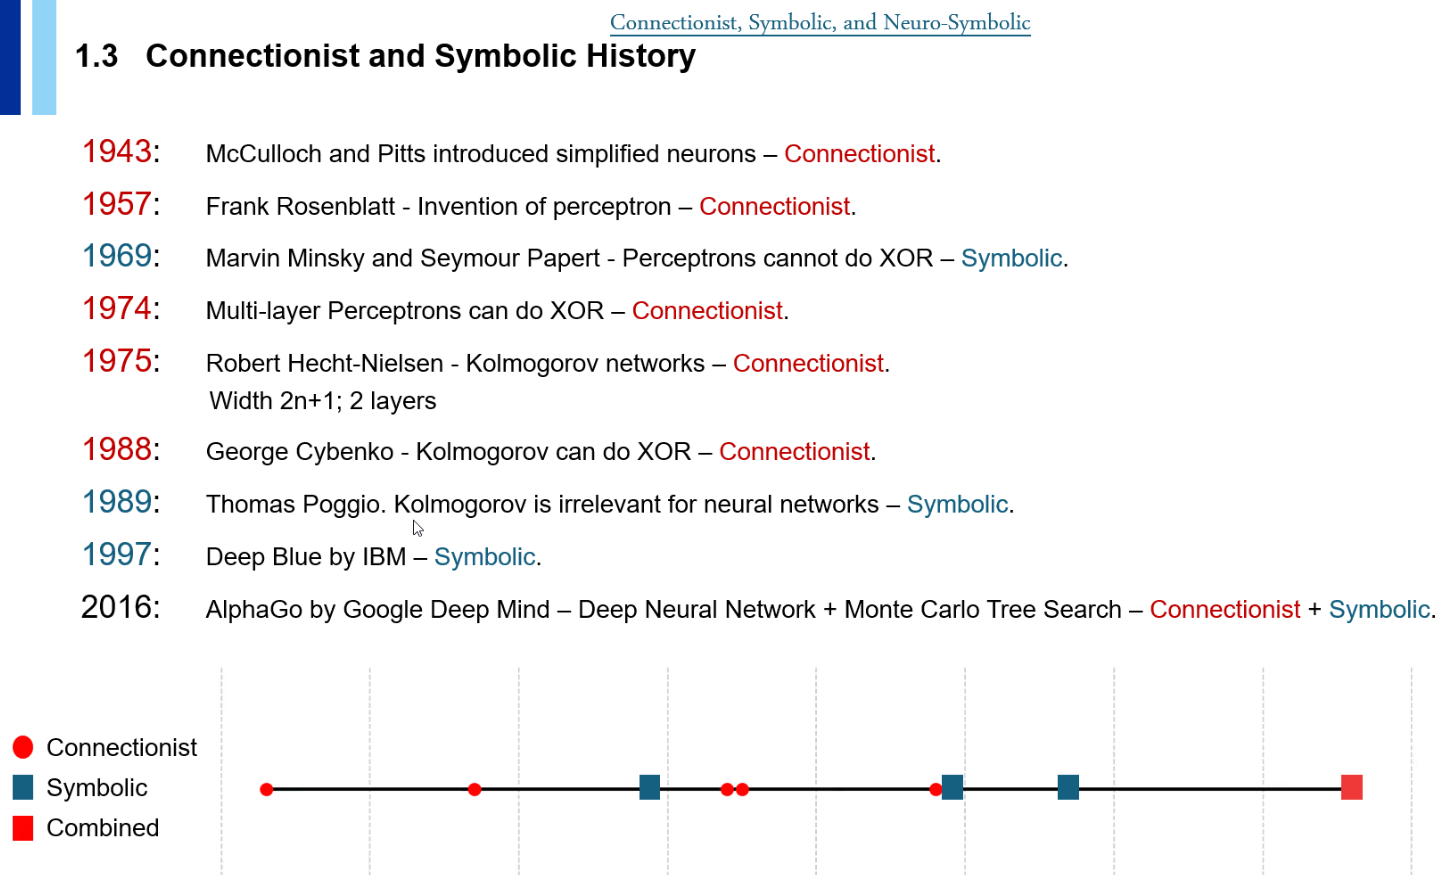 Connectionist, Symbolic, and Neuro-Symbolic
1.3 Connectionist and Symbolic History
1943: McCulloch and Pitts introduced simplified neurons – Connectionist.
1957: Frank Rosenblatt - Invention of perceptron – Connectionist.
1969: Marvin Minsky and Seymour Papert - Perceptrons cannot do XOR – Symbolic.
1974: Multi-layer Perceptrons can do XOR – Connectionist.
1975: Robert Hecht-Nielsen - Kolmogorov networks – Connectionist.
Width 2n+1; 2 layers
1988: George Cybenko - Kolmogorov can do XOR – Connectionist.
1989: Thomas Poggio. Kolmogorov is irrelevant for neural networks – Symbolic.
1997: Deep Blue by IBM – Symbolic.
2016: AlphaGo by Google Deep Mind – Deep Neural Network + Monte Carlo Tree Search – Connectionist + Symbolic.
Connectionist
Symbolic
Combined